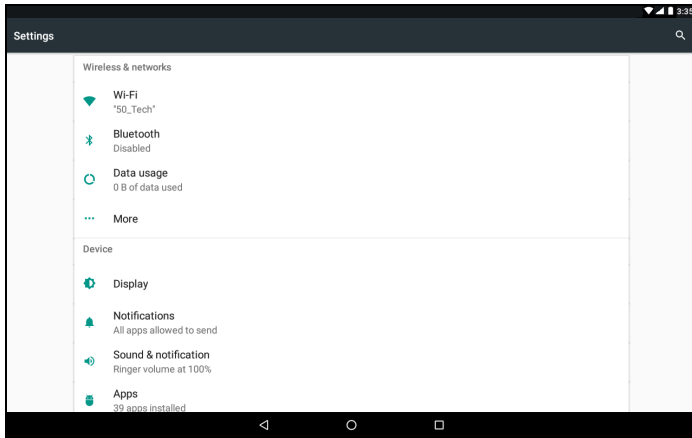 3:35
Settings
Wireless & networks
Wi-Fi
"50_Tech"
Bluetooth
Disabled
Data usage
0 B of data used
More
Device
Display
Notifications
All apps allowed to send
Sound & notification
Ringer volume at 100%
Apps
39 apps installed